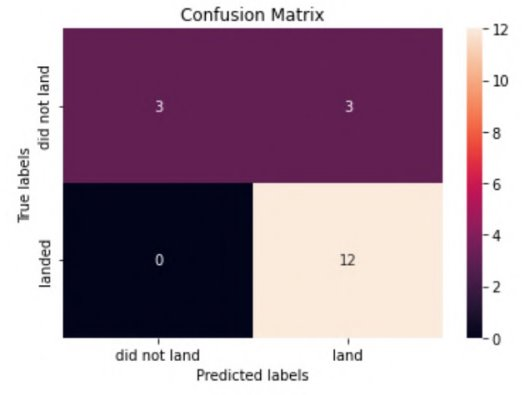 Confusion Matrix
True labels
did not land
landed
3 3
0 12
did not land land
Predicted labels
12
10
8
6
4
2
0